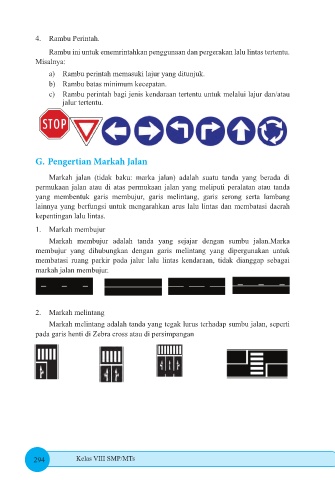 4. Rambu Perintah.
Rambu ini untuk ememrintahkan penggunaan dan pergerakan lalu lintas tertentu.
Misalnya:
a) Rambu perintah memasuki lajur yang ditunjuk.
b) Rambu batas minimum kecepatan.
c) Rambu perintah bagi jenis kendaraan tertentu untuk melalui lajur dan/atau
jalur tertentu.
STOP
G. Pengertian Markah Jalan
Markah jalan (tidak baku: marka jalan) adalah suatu tanda yang berada di
permukaan jalan atau di atas permukaan jalan yang meliputi peralatan atau tanda
yang membentuk garis membujur, garis melintang, garis serong serta lambang
lainnya yang berfungsi untuk mengarahkan arus lalu lintas dan membatasi daerah
kepentingan lalu lintas.
1. Markah membujur
Markah membujur adalah tanda yang sejajar dengan sumbu jalan.Marka
membujur yang dihubungkan dengan garis melintang yang dipergunakan untuk
membatasi ruang parkir pada jalur lalu lintas kendaraan, tidak dianggap sebagai
markah jalan membujur.
2. Markah melintang
Markah melintang adalah tanda yang tegak lurus terhadap sumbu jalan, seperti
pada garis henti di Zebra cross atau di persimpangan
294 Kelas VIII SMP/MTs